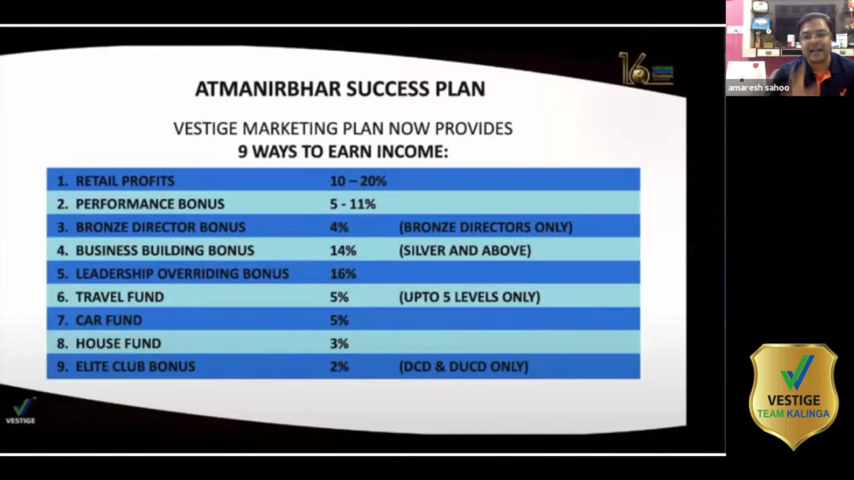 ATMANIRBHAR SUCCESS PLAN
VESTIGE MARKETING PLAN NOW PROVIDES
9 WAYS TO EARN INCOME:
1. RETAIL PROFITS 10 – 20%
2. PERFORMANCE BONUS 5 - 11%
3. BRONZE DIRECTOR BONUS 4% (BRONZE DIRECTORS ONLY)
4. BUSINESS BUILDING BONUS 14% (SILVER AND ABOVE)
5. LEADERSHIP OVERRIDING BONUS 16%
6. TRAVEL FUND 5% (UPTO 5 LEVELS ONLY)
7. CAR FUND 5%
8. HOUSE FUND 3%
9. ELITE CLUB BONUS 2% (DCD & DUCD ONLY)
VESTIGE
16
amaresh sahoo
VESTIGE
TEAM KALINGA